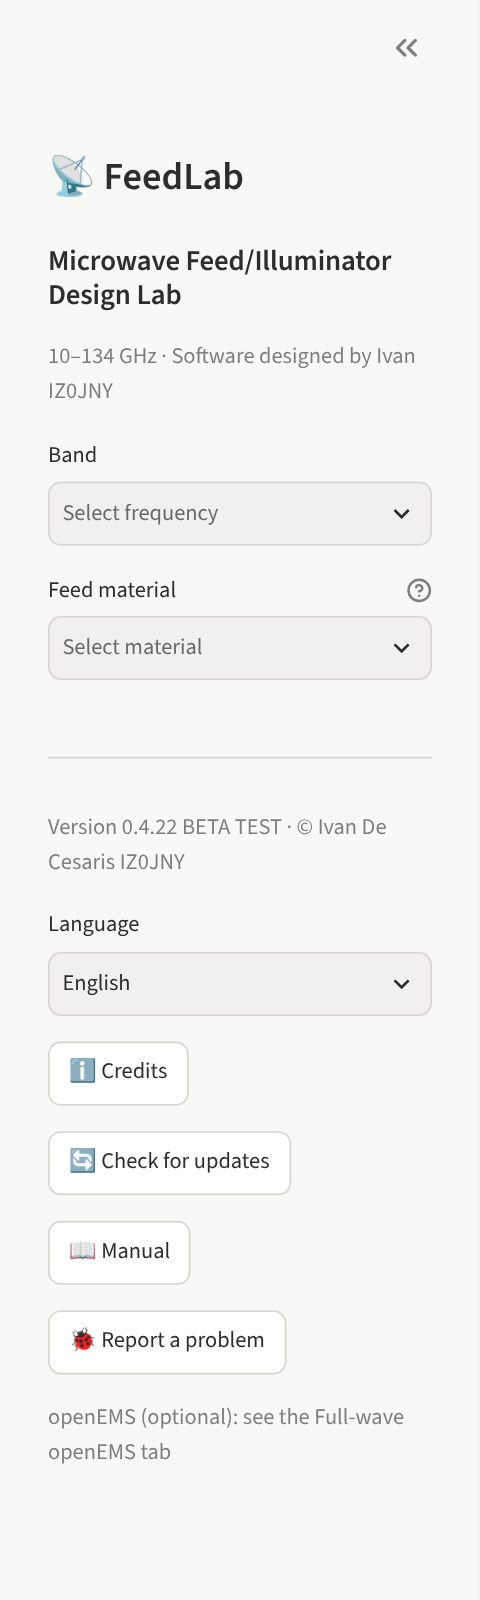 FeedLab
Microwave Feed/Illuminator
Design Lab
10–134 GHz · Software designed by Ivan
IZ0JNY
Band
Select frequency
Feed material
Select material
Version 0.4.22 BETA TEST · © Ivan De
Cesaris IZ0JNY
Language
English
Credits
Check for updates
Manual
Report a problem
openEMS (optional): see the Full-wave
openEMS tab